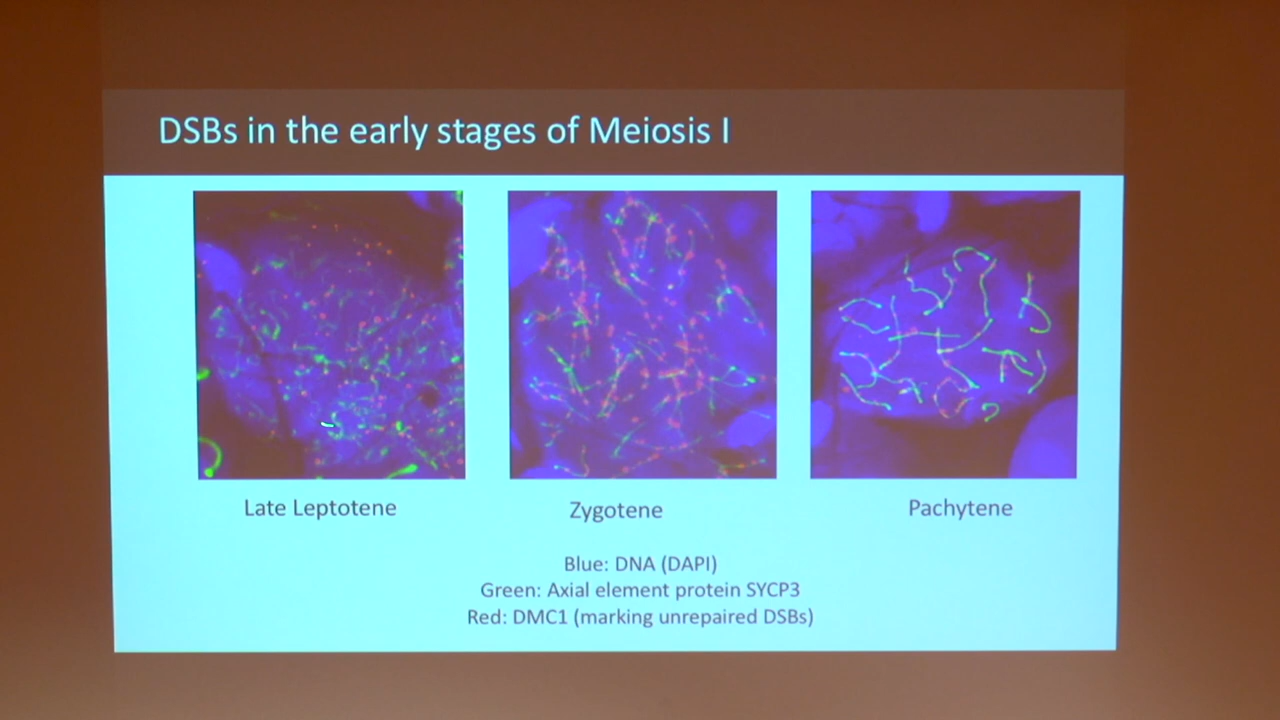 DSBs in the early stages of Meiosis I
Late Leptotene
Zygotene
Pachytene
Blue: DNA (DAPI)
Green: Axial element protein SYCP3
Red: DMC1 (marking unrepaired DSBs)